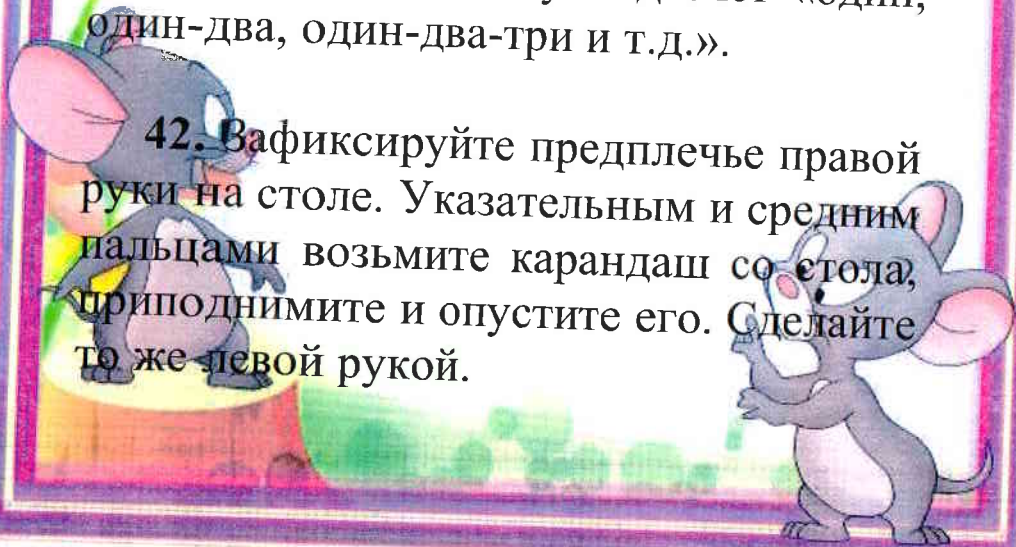 «один,
один-два, один-два-три и т.д.».
42. Зафиксируйте предплечье правой
руки на столе. Указательным и средним
пальцами возьмите карандаш со стола,
приподнимите и опустите его. Сделайте
то же левой рукой.